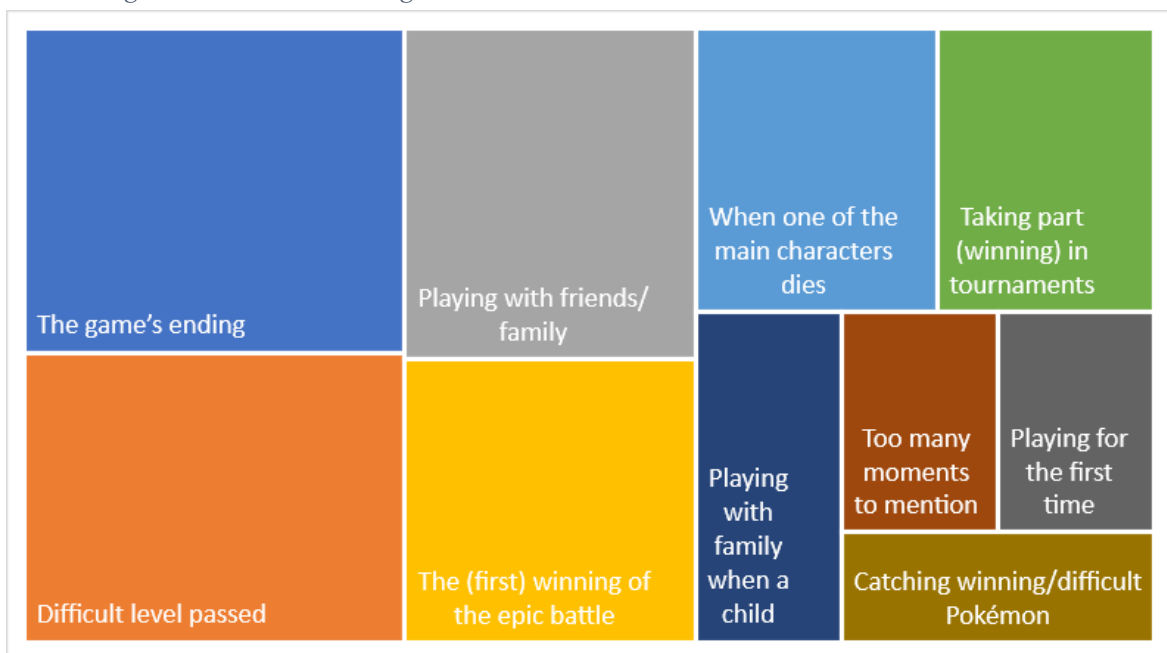 The game's ending
Playing with friends/
family
When one of the
main characters
dies
Taking part
(winning) in
tournaments
Difficult level passed
The (first) winning of
the epic battle
Playing
with
family
when a
child
Too many
moments
to mention
Playing for
the first
time
Catching winning/difficult
Pokémon